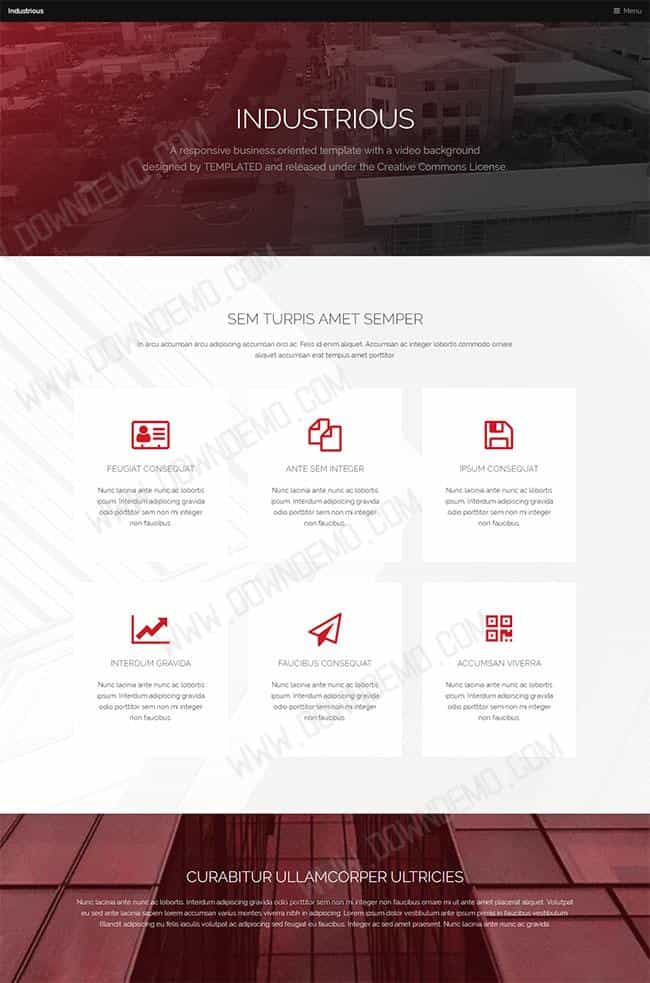 Industrious
Menu
INDUSTRIOUS
A responsive business oriented template with a video background
designed by TEMPLATED and released under the Creative Commons License.
SEM TURPIS AMET SEMPER
In arcu accumsan arcu adipiscing accumsan orci ac. Felis id enim aliquet. Accumsan ac integer lobortis commodo ornare
aliquet accumsan erat tempus amet porttitor.
FEUGIAT CONSEQUAT
Nunc lacinia ante nunc ac lobortis
ipsum. Interdum adipiscing gravida
odio porttitor sem non mi integer
non faucibus.
ANTE SEM INTEGER
Nunc lacinia ante nunc ac lobortis
ipsum. Interdum adipiscing gravida
odio porttitor sem non mi integer
non faucibus.
IPSUM CONSEQUAT
Nunc lacinia ante nunc ac lobortis
ipsum. Interdum adipiscing gravida
odio porttitor sem non mi integer
non faucibus.
INTERDUM GRAVIDA
Nunc lacinia ante nunc ac lobortis
ipsum. Interdum adipiscing gravida
odio porttitor sem non mi integer
non faucibus.
FAUCIBUS CONSEQUAT
Nunc lacinia ante nunc ac lobortis
ipsum. Interdum adipiscing gravida
odio porttitor sem non mi integer
non faucibus.
ACCUMSAN VIVERRA
Nunc lacinia ante nunc ac lobortis
ipsum. Interdum adipiscing gravida
odio porttitor sem non mi integer
non faucibus.
CURABITUR ULLAMCORPER ULTRICIES
Nunc lacinia ante nunc ac lobortis. Interdum adipiscing gravida odio porttitor sem non mi integer non faucibus ornare mi ut ante amet placerat aliquet. Volutpat
eu sed ante lacinia sapien lorem accumsan varius montes viverra nibh in adipiscing. Lorem ipsum dolor vestibulum ante ipsum primis in faucibus vestibulum.
Blandit adipiscing eu felis iaculis volutpat ac adipiscing sed feugiat eu faucibus. Integer ac sed amet praesent. Nunc lacinia ante nunc ac gravida.
WWW.DOWNDEMO.COM
WWW.DOWNDEMO.COM
WWW.DOWNDEMO.COM
WWW.DOWNDEMO.COM
WWW.DOWNDEMO.COM
WWW.DOWNDEMO.COM